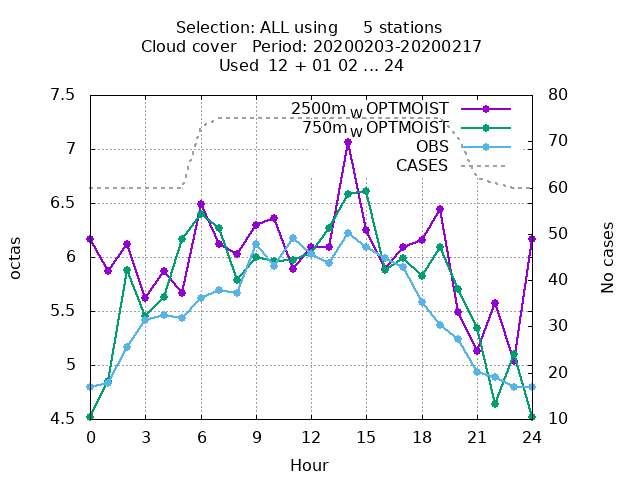 Selection: ALL using     5 stations
Cloud cover   Period: 20200203-20200217
Used  12 + 01 02 ... 24
7.5
7
6.5
6
5.5
5
4.5
octas
80
70
60
50
40
30
20
10
No cases
2500m W OPTMOIST
750m W OPTMOIST
OBS
CASES
0 3 6 9 12 15 18 21 24
Hour